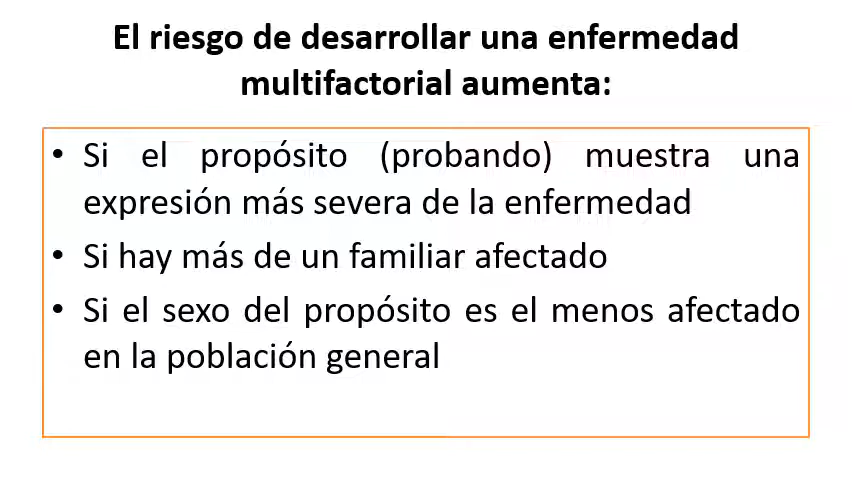 El riesgo de desarrollar una enfermedad
multifactorial aumenta:
• Si el propósito (probando) muestra una
expresión más severa de la enfermedad
• Si hay más de un familiar afectado
• Si el sexo del propósito es el menos afectado
en la población general